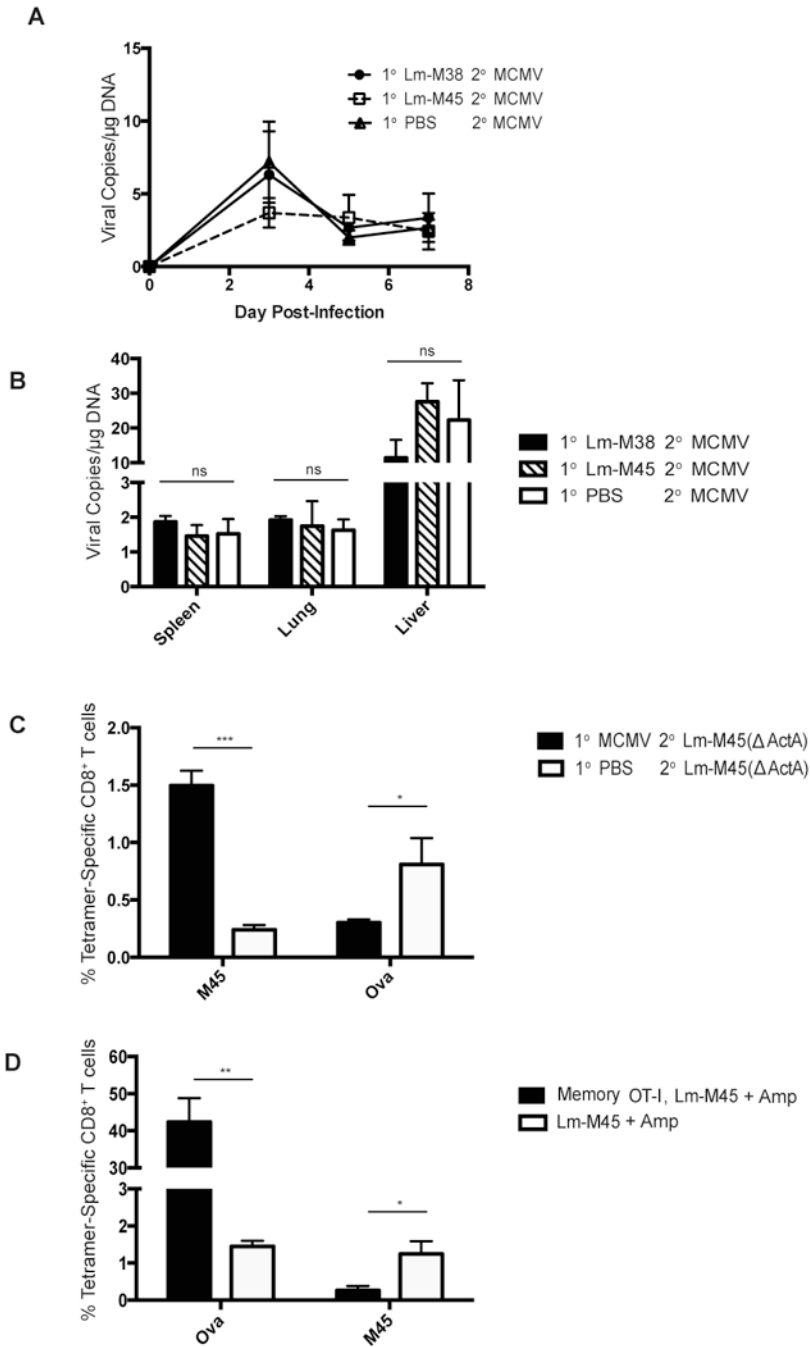 A
Viral Copies/µg DNA
15
10
5
0
0 2 4 6 8
Day Post-Infection
1° Lm-M38 2° MCMV
1° Lm-M45 2° MCMV
1° PBS 2° MCMV
B
Viral Copies/µg DNA
40
30
20
10
3
2
1
0
ns
ns
ns
Spleen
Lung
Liver
1° Lm-M38 2° MCMV
1° Lm-M45 2° MCMV
1° PBS 2° MCMV
C
% Tetramer-Specific CD8⁺ T cells
2.0
1.5
1.0
0.5
0.0
***
*
M45
Ova
1° MCMV 2° Lm-M45(ΔActA)
1° PBS 2° Lm-M45(ΔActA)
D
% Tetramer-Specific CD8⁺ T cells
60
50
40
30
3
2
1
0
**
*
Ova
M45
Memory OT-I, Lm-M45 + Amp
Lm-M45 + Amp